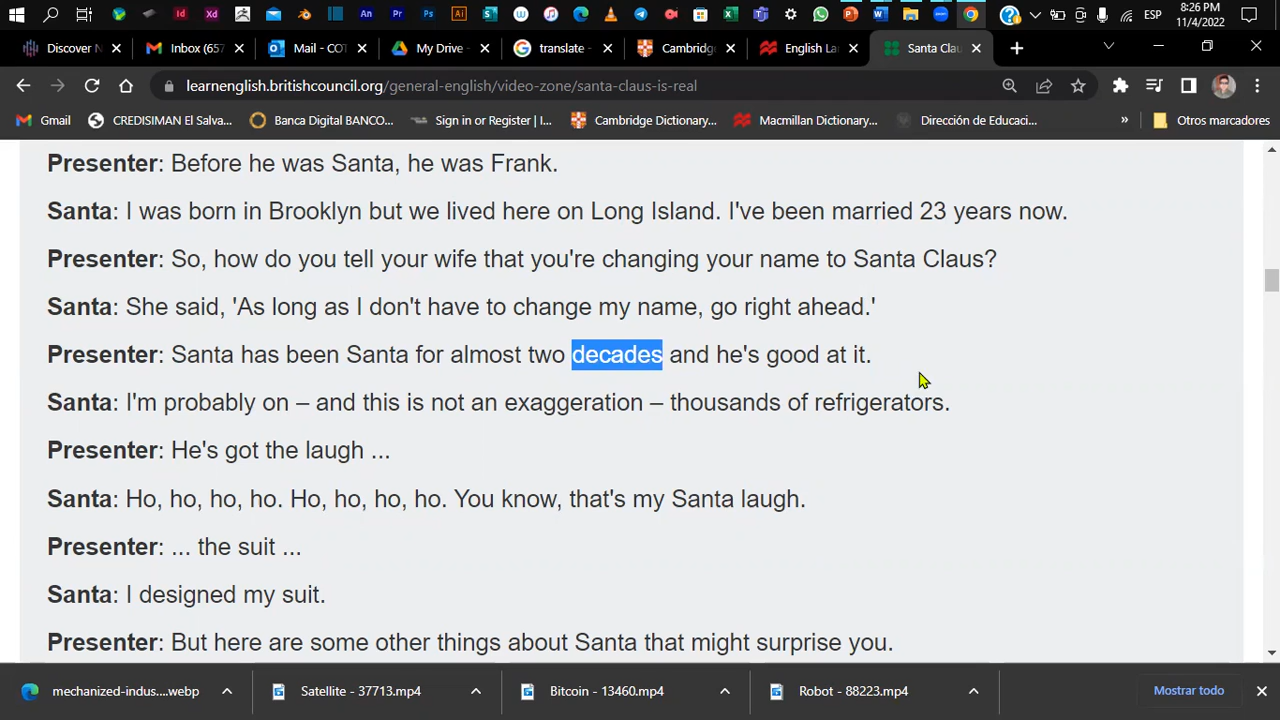 Id Xd An Pr Ps Ai ESP 8:26 PM
11/4/2022
Discover N Inbox (657 Mail - COT My Drive - translate - Cambridg English La Santa Clau
learnenglish.britishcouncil.org/general-english/video-zone/santa-claus-is-real
Gmail CREDISIMAN El Salva... Banca Digital BANCO... Sign in or Register | I... Cambridge Dictionary... Macmillan Dictionary... Dirección de Educaci... » Otros marcadores
Presenter: Before he was Santa, he was Frank.
Santa: I was born in Brooklyn but we lived here on Long Island. I've been married 23 years now.
Presenter: So, how do you tell your wife that you're changing your name to Santa Claus?
Santa: She said, 'As long as I don't have to change my name, go right ahead.'
Presenter: Santa has been Santa for almost two decades and he's good at it.
Santa: I'm probably on – and this is not an exaggeration – thousands of refrigerators.
Presenter: He's got the laugh ...
Santa: Ho, ho, ho, ho. Ho, ho, ho, ho. You know, that's my Santa laugh.
Presenter: ... the suit ...
Santa: I designed my suit.
Presenter: But here are some other things about Santa that might surprise you.
mechanized-indus....webp Satellite - 37713.mp4 Bitcoin - 13460.mp4 Robot - 88223.mp4 Mostrar todo